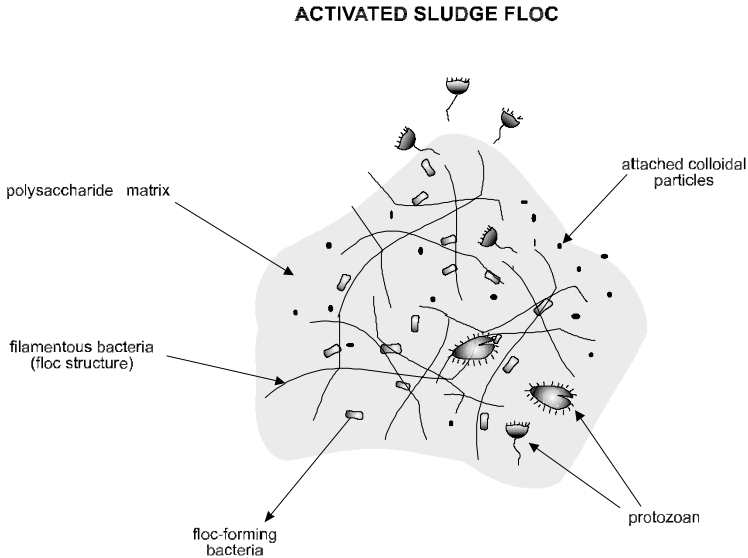 ACTIVATED SLUDGE FLOC
attached colloidal
particles
polysaccharide matrix
filamentous bacteria
(floc structure)
protozoan
floc-forming
bacteria